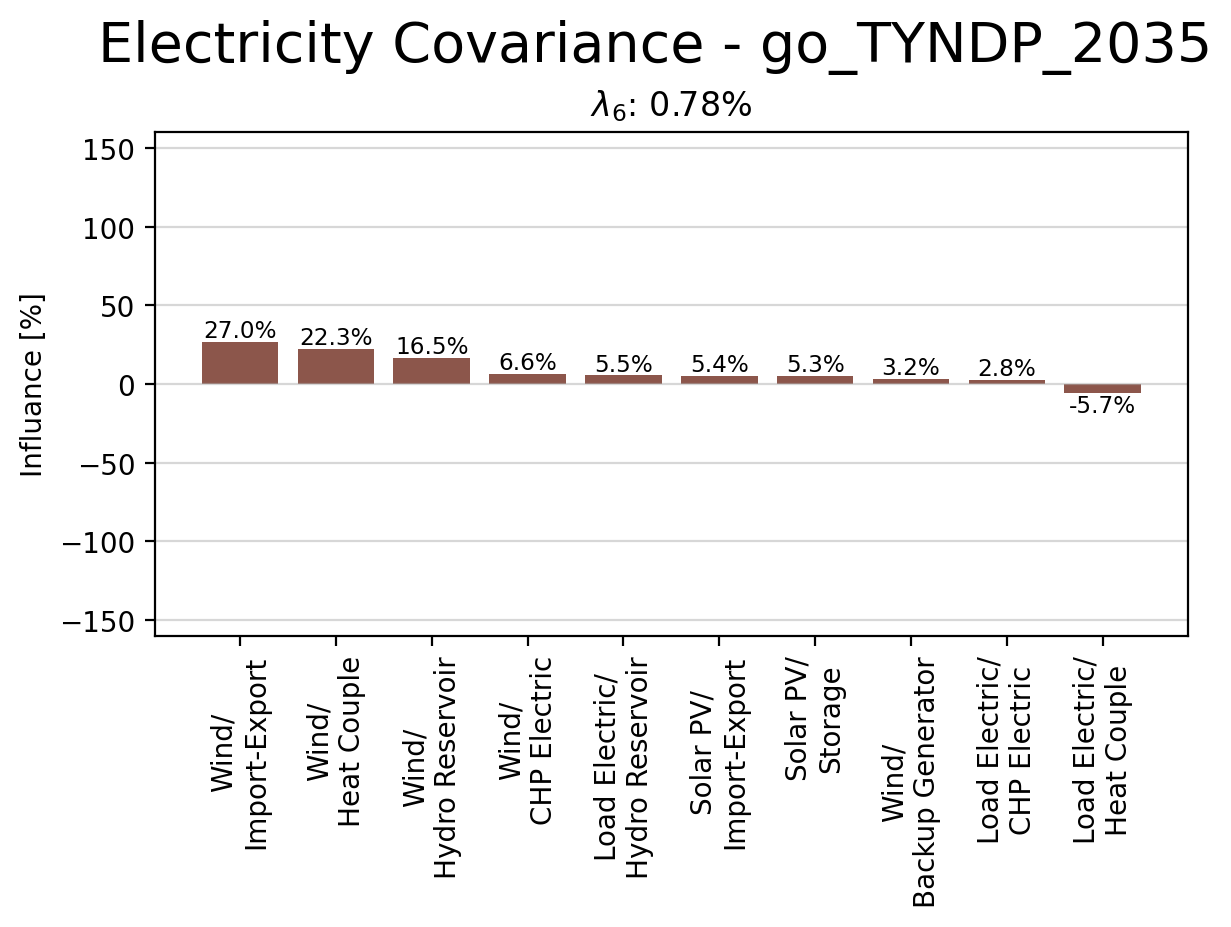 Electricity Covariance - go_TYNDP_2035
λ6: 0.78%
Influance [%]
150
100
50
0
−50
−100
−150
27.0%
22.3%
16.5%
6.6%
5.5%
5.4%
5.3%
3.2%
2.8%
-5.7%
Wind/
Import-Export
Wind/
Heat Couple
Wind/
Hydro Reservoir
Wind/
CHP Electric
Load Electric/
Hydro Reservoir
Solar PV/
Import-Export
Solar PV/
Storage
Wind/
Backup Generator
Load Electric/
CHP Electric
Load Electric/
Heat Couple